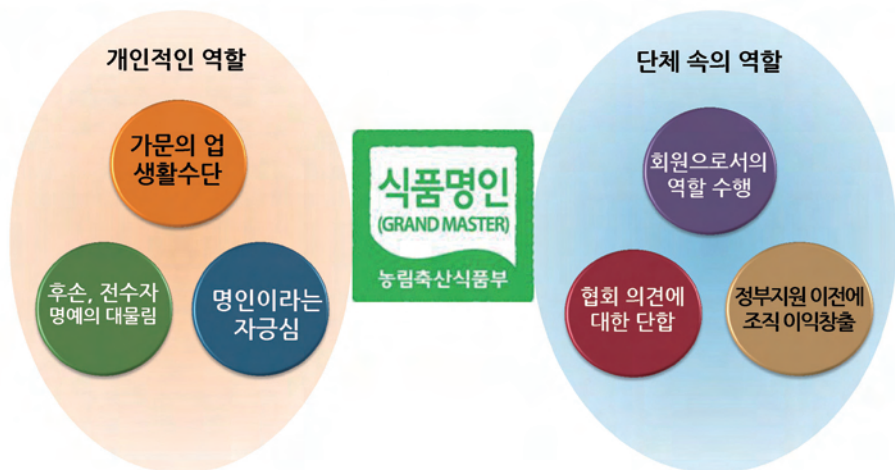 개인적인 역할
가문의 업
생활수단
후손, 전수자
명예의 대물림
명인이라는
자긍심
식품명인
(GRAND MASTER)
농림축산식품부
단체 속의 역할
회원으로서의
역할 수행
협회 의견에
대한 단합
정부지원 이전에
조직 이익창출